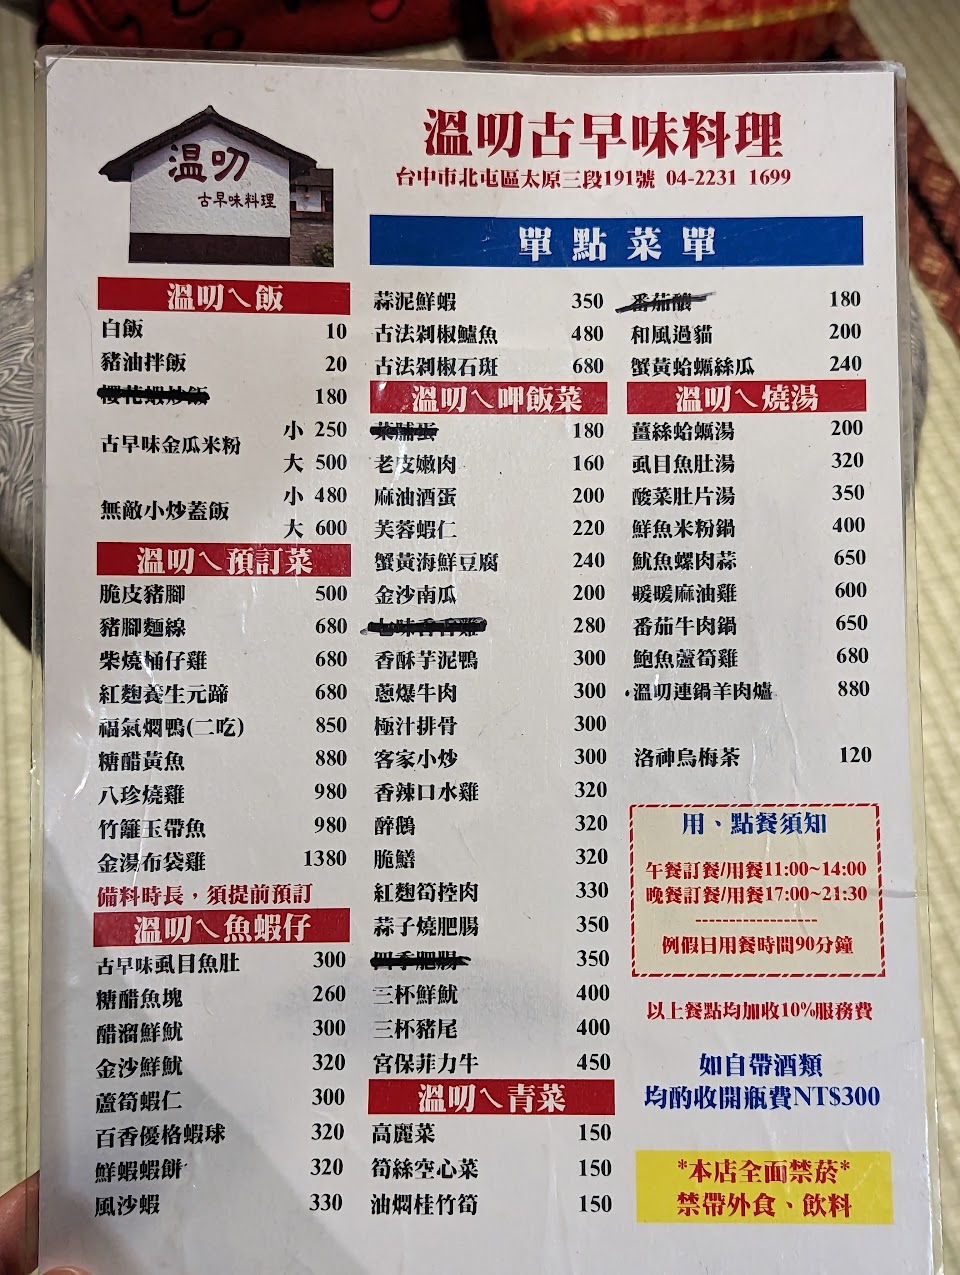 溫叨
古早味料理
溫叨古早味料理
台中市北屯區太原三段191號 04-2231 1699
單點菜單
溫叨ㄟ飯
白飯 10
豬油拌飯 20
櫻花蝦炒飯 180
古早味金瓜米粉 小 250
大 500
無敵小炒蓋飯 小 480
大 600
溫叨ㄟ預訂菜
脆皮豬腳 500
豬腳麵線 680
柴燒桶仔雞 680
紅麴養生元蹄 680
福氣燜鴨(二吃) 850
糖醋黃魚 880
八珍燒雞 980
竹籬玉帶魚 980
金湯布袋雞 1380
備料時長，須提前預訂
溫叨ㄟ魚蝦仔
古早味虱目魚肚 300
糖醋魚塊 260
醋溜鮮魷 300
金沙鮮魷 320
蘆筍蝦仁 300
百香優格蝦球 320
鮮蝦蝦餅 320
風沙蝦 330
蒜泥鮮蝦 350
古法剁椒鱸魚 480
古法剁椒石斑 680
溫叨ㄟ呷飯菜
菜脯蛋 180
老皮嫩肉 160
麻油酒蛋 200
芙蓉蝦仁 220
蟹黃海鮮豆腐 240
金沙南瓜 200
七味香香雞 280
香酥芋泥鴨 300
蔥爆牛肉 300
極汁排骨 300
客家小炒 300
香辣口水雞 320
醉鵝 320
脆鱔 320
紅麴筍控肉 330
蒜子燒肥腸 350
四季肥腸 350
三杯鮮魷 400
三杯豬尾 400
宮保菲力牛 450
溫叨ㄟ青菜
高麗菜 150
筍絲空心菜 150
油燜桂竹筍 150
番茄釀 180
和風過貓 200
蟹黃蛤蠣絲瓜 240
溫叨ㄟ燒湯
薑絲蛤蠣湯 200
虱目魚肚湯 320
酸菜肚片湯 350
鮮魚米粉鍋 400
魷魚螺肉蒜 650
暖暖麻油雞 600
番茄牛肉鍋 650
鮑魚蘆筍雞 680
·溫叨連鍋羊肉爐 880
洛神烏梅茶 120
用、點餐須知
午餐訂餐/用餐11:00~14:00
晚餐訂餐/用餐17:00~21:30
------------------
例假日用餐時間90分鐘
以上餐點均加收10%服務費
如自帶酒類
均酌收開瓶費NT$300
*本店全面禁菸*
禁帶外食、飲料